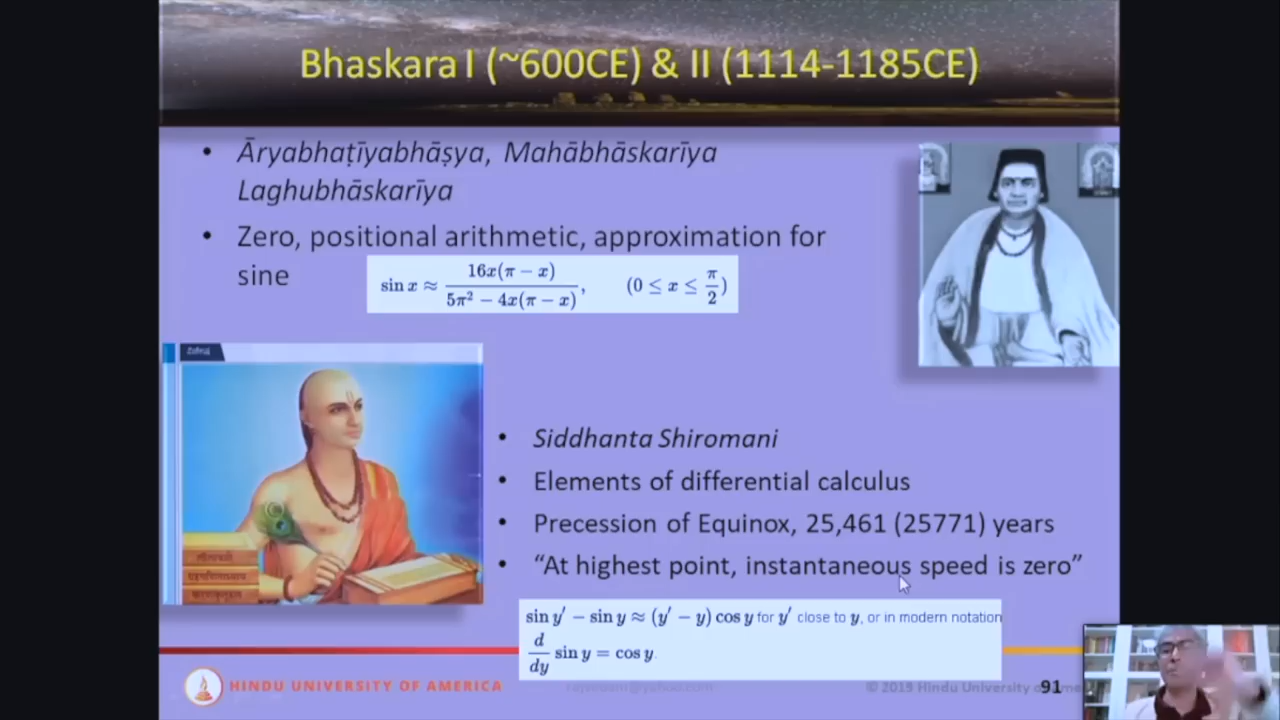 Bhaskara I (~600CE) & II (1114-1185CE)
• Āryabhaṭīyabhāṣya, Mahābhāskarīya
Laghubhāskarīya
• Zero, positional arithmetic, approximation for
sine
sin x ≈ 16x(π − x) / 5π² − 4x(π − x), (0 ≤ x ≤ π/2)
• Siddhanta Shiromani
• Elements of differential calculus
• Precession of Equinox, 25,461 (25771) years
• “At highest point, instantaneous speed is zero”
sin y′ − sin y ≈ (y′ − y) cos y for y′ close to y, or in modern notation
d/dy sin y = cos y.
HINDU UNIVERSITY OF AMERICA
© 2019 Hindu University of
91